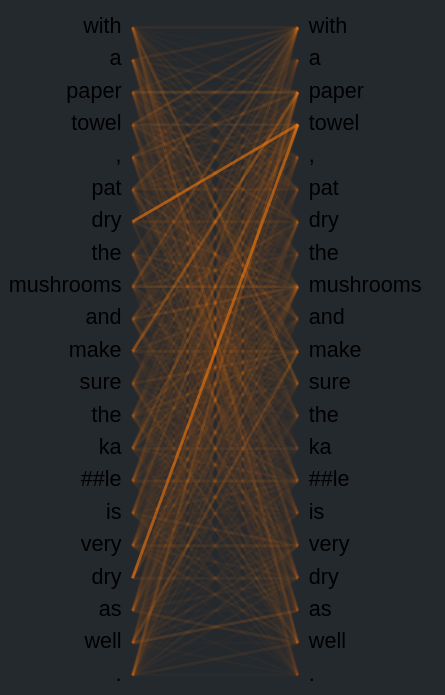 with with
a a
paper paper
towel towel
, ,
pat pat
dry dry
the the
mushrooms mushrooms
and and
make make
sure sure
the the
ka ka
##le ##le
is is
very very
dry dry
as as
well well
. .